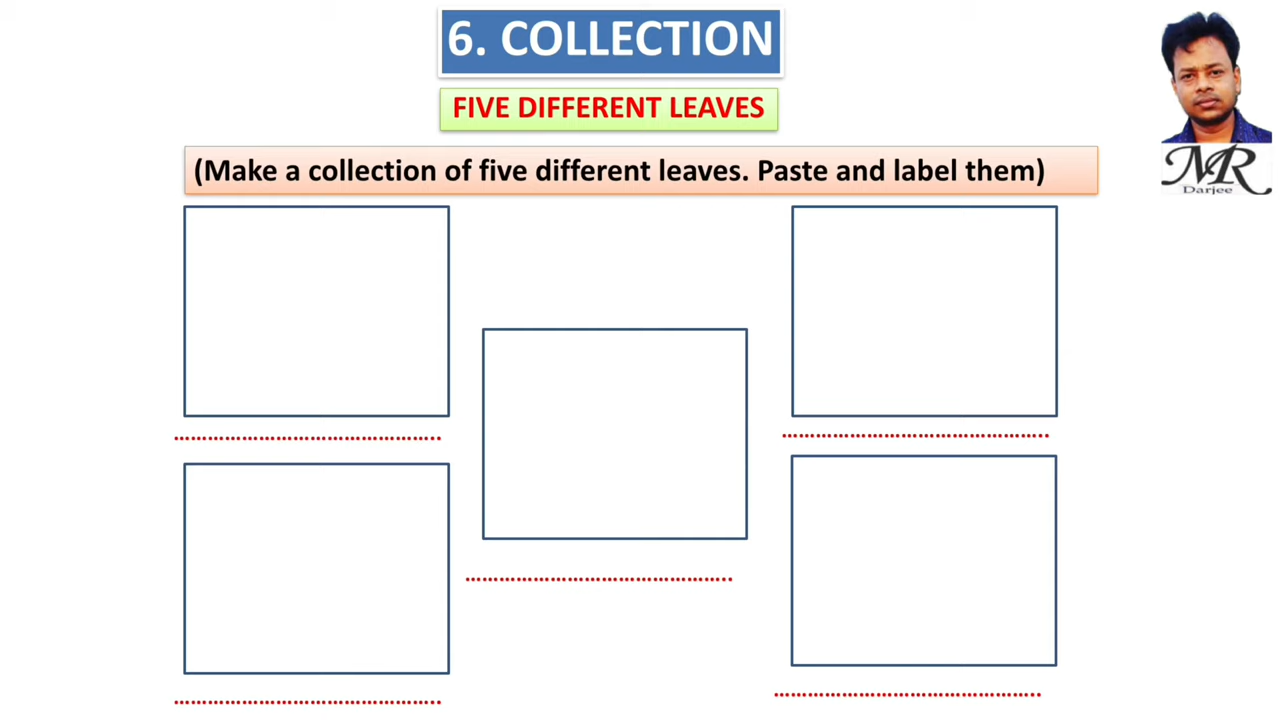 6. COLLECTION
FIVE DIFFERENT LEAVES
(Make a collection of five different leaves. Paste and label them)
MR
Darjee
…………………………………………..
…………………………………………..
…………………………………………..
…………………………………………..
…………………………………………..